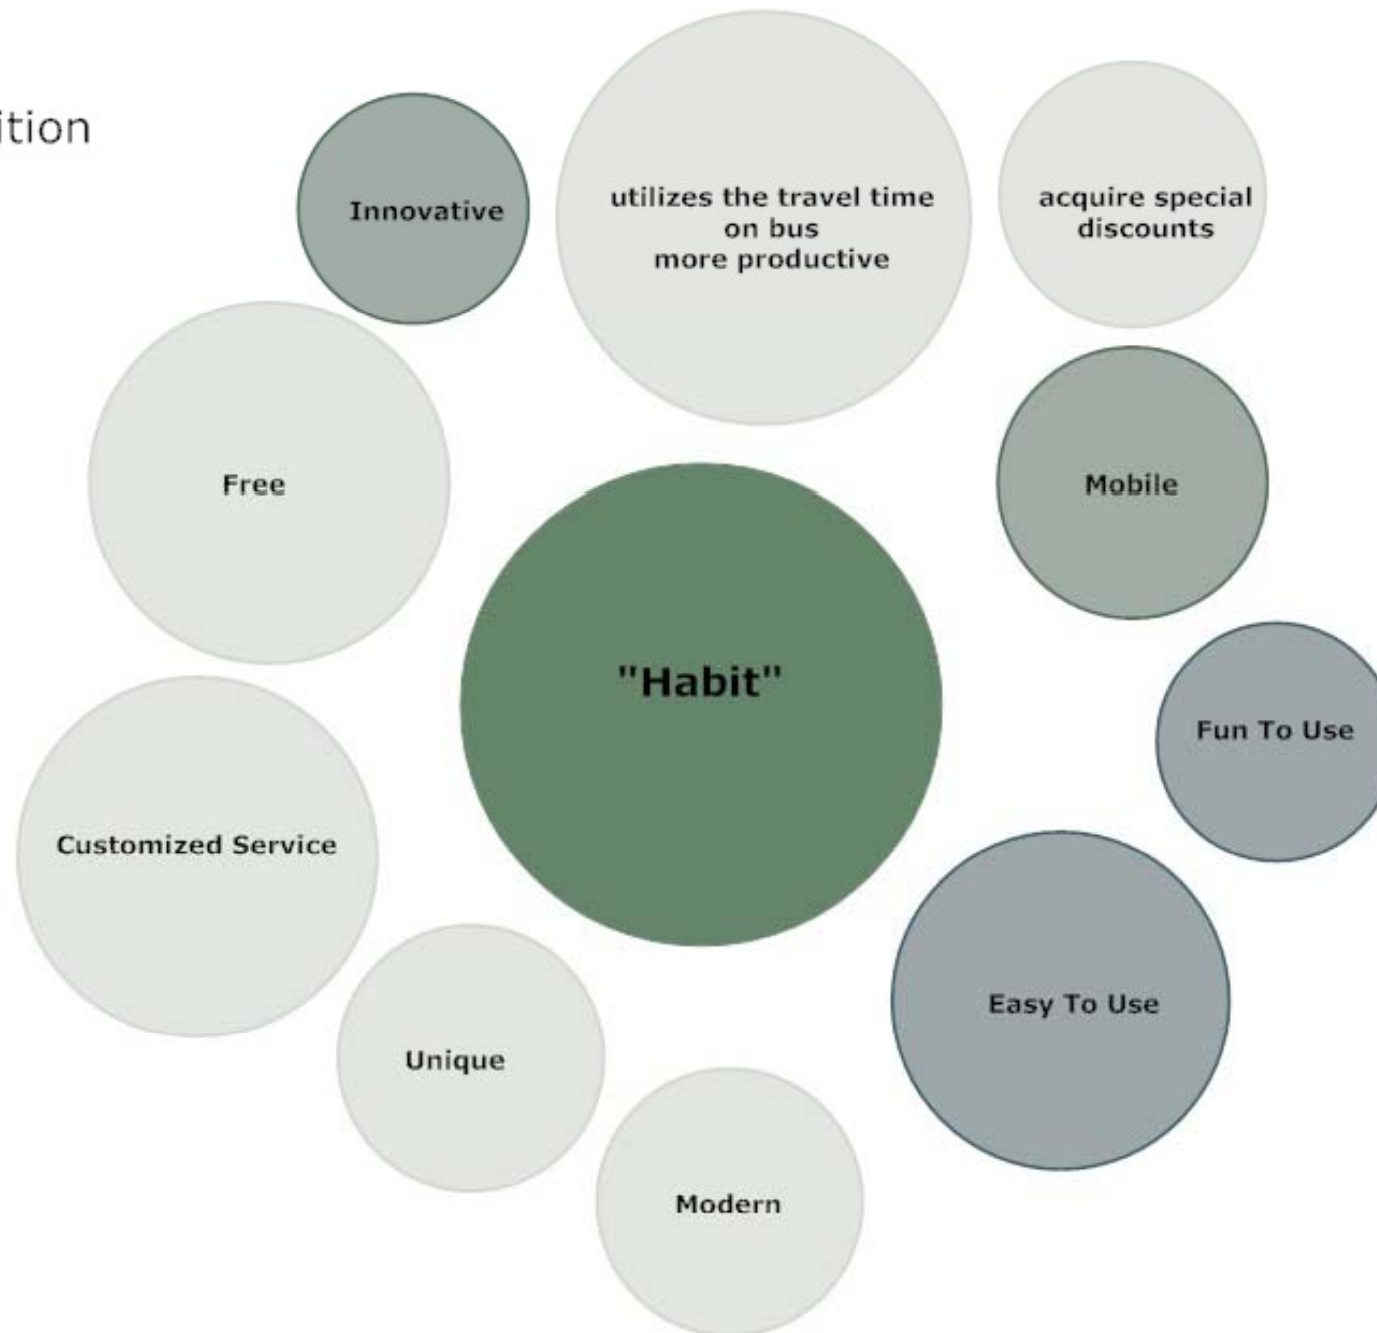 ition
Innovative
utilizes the travel time
on bus
more productive
acquire special
discounts
Free
Mobile
"Habit"
Fun To Use
Customized Service
Easy To Use
Unique
Modern